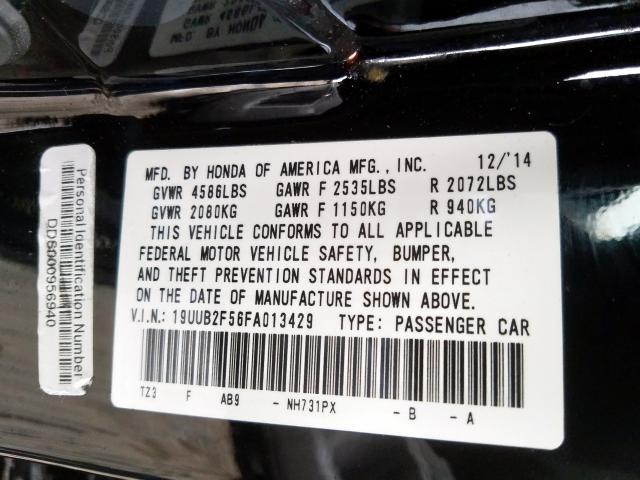 MFD. BY HONDA OF AMERICA MFG., INC. 12/'14
GVWR 4586LBS GAWR F 2535LBS R 2072LBS
GVWR 2080KG GAWR F 1150KG R 940KG
THIS VEHICLE CONFORMS TO ALL APPLICABLE
FEDERAL MOTOR VEHICLE SAFETY, BUMPER,
AND THEFT PREVENTION STANDARDS IN EFFECT
ON THE DATE OF MANUFACTURE SHOWN ABOVE.
V.I.N.: 19UUB2F56FA013429 TYPE: PASSENGER CAR
TZ3 F AB9 - NH731PX - B - A
Personal Identification Number